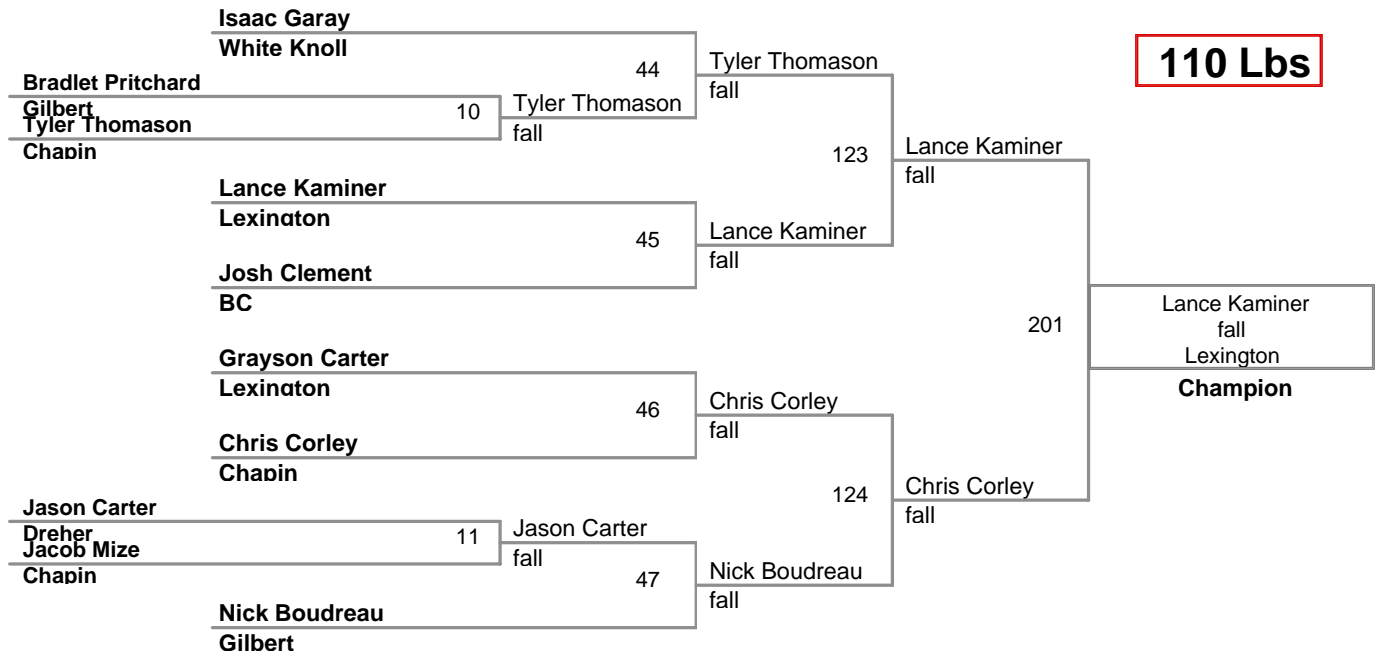 Isaac Garay
White Knoll
110 Lbs
44
Tyler Thomason
fall
Bradlet Pritchard
Gilbert
Tyler Thomason
Chapin
10
Tyler Thomason
fall
123
Lance Kaminer
fall
Lance Kaminer
Lexington
45
Lance Kaminer
fall
Josh Clement
BC
201
Lance Kaminer
fall
Lexington
Champion
Grayson Carter
Lexington
46
Chris Corley
fall
Chris Corley
Chapin
124
Chris Corley
fall
Jason Carter
Dreher
Jacob Mize
Chapin
11
Jason Carter
fall
47
Nick Boudreau
fall
Nick Boudreau
Gilbert